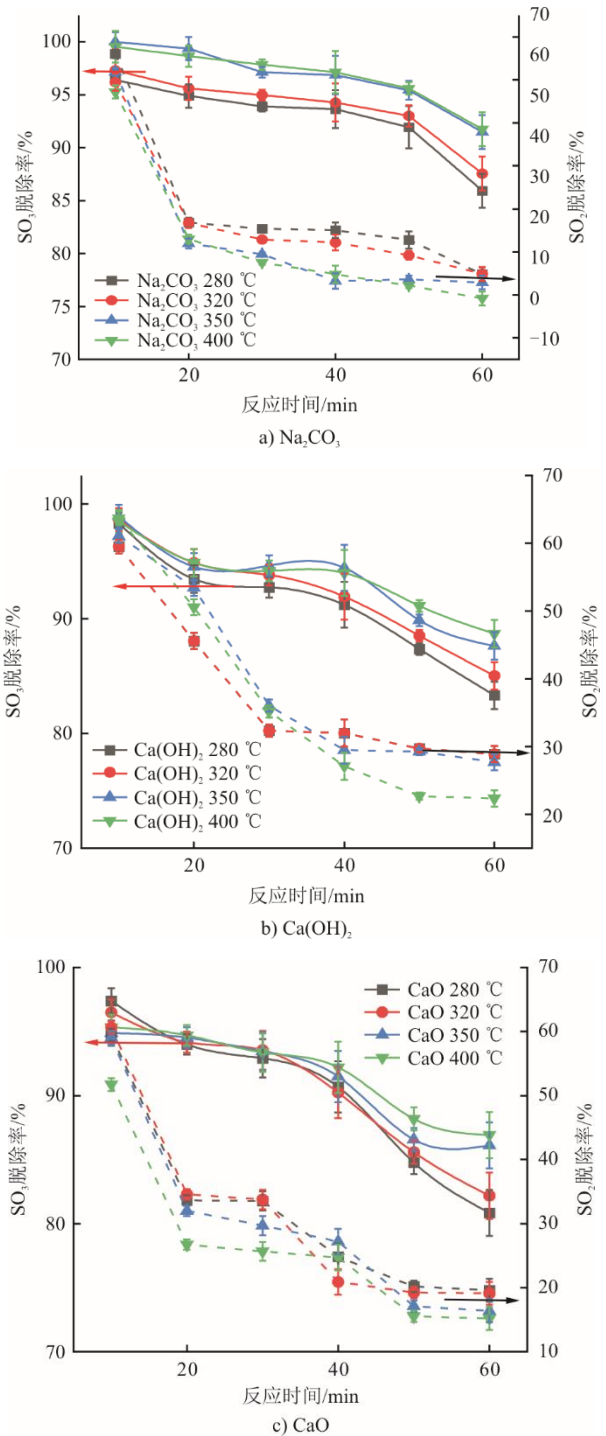 100
95
90
85
80
75
70
SO₃脱除率/%
70
60
50
40
30
20
10
0
−10
SO₂脱除率/%
Na₂CO₃ 280 ℃
Na₂CO₃ 320 ℃
Na₂CO₃ 350 ℃
Na₂CO₃ 400 ℃
20 40 60
反应时间/min
a) Na₂CO₃
100
90
80
70
SO₃脱除率/%
70
60
50
40
30
20
SO₂脱除率/%
Ca(OH)₂ 280 ℃
Ca(OH)₂ 320 ℃
Ca(OH)₂ 350 ℃
Ca(OH)₂ 400 ℃
20 40 60
反应时间/min
b) Ca(OH)₂
100
90
80
70
SO₃脱除率/%
70
60
50
40
30
20
10
SO₂脱除率/%
CaO 280 ℃
CaO 320 ℃
CaO 350 ℃
CaO 400 ℃
20 40 60
反应时间/min
c) CaO